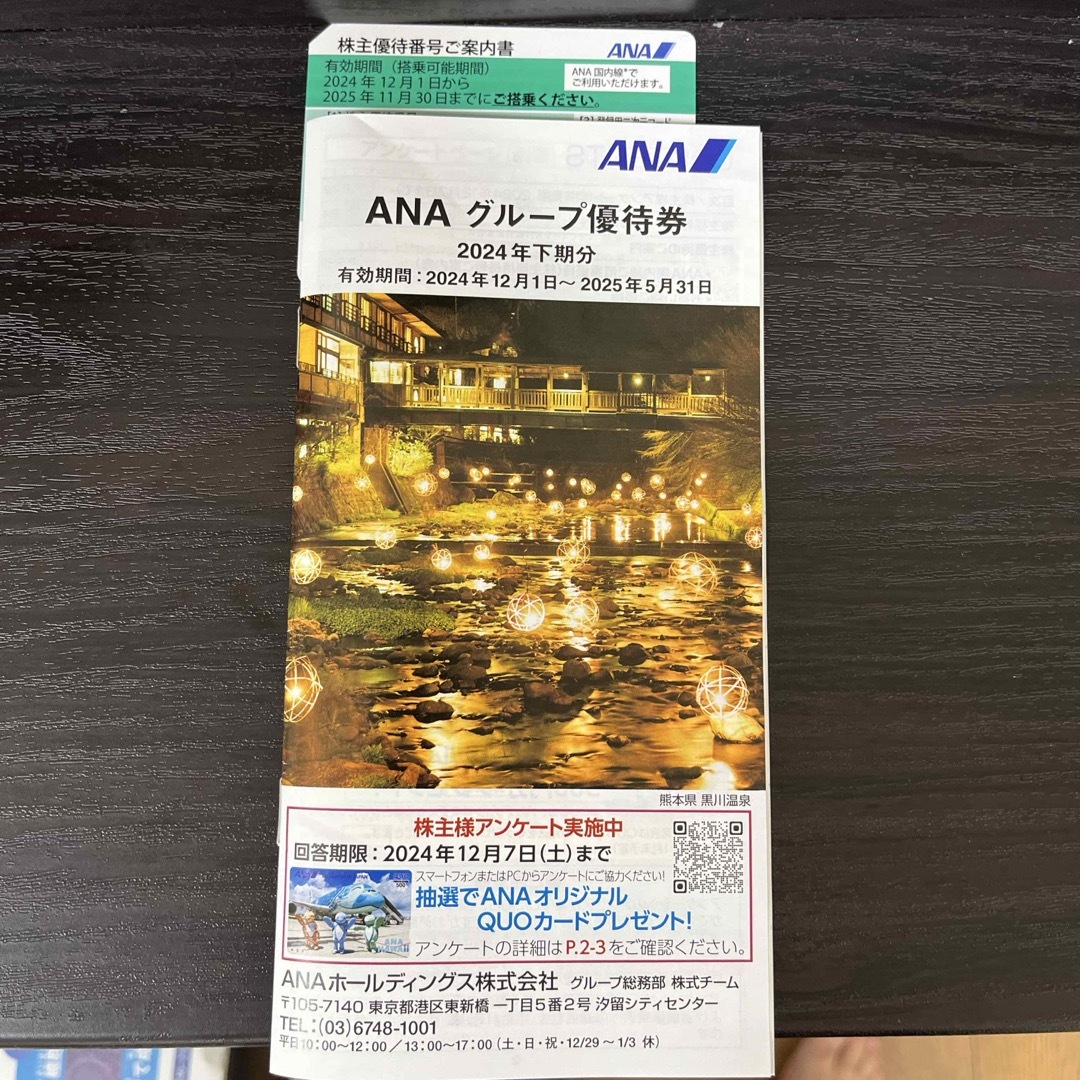 株主優待番号ご案内書
ANA
有効期間（搭乗可能期間）
2024年12月1日から
2025年11月30日までにご搭乗ください。
ANA国内線*で
ご利用いただけます。
ANA
ANA グループ優待券
2024年下期分
有効期間：2024年12月1日～2025年5月31日
熊本県 黒川温泉
株主様アンケート実施中
回答期限：2024年12月7日(土)まで
スマートフォンまたはPCからアンケートにご協力ください!
抽選でANAオリジナル
QUOカードプレゼント!
アンケートの詳細はP.2-3をご確認ください。
ANAホールディングス株式会社 グループ総務部 株式チーム
〒105-7140 東京都港区東新橋一丁目5番2号 汐留シティセンター
TEL：(03)6748-1001
平日10：00～12：00／13：00～17：00（土・日・祝・12/29～1/3 休）